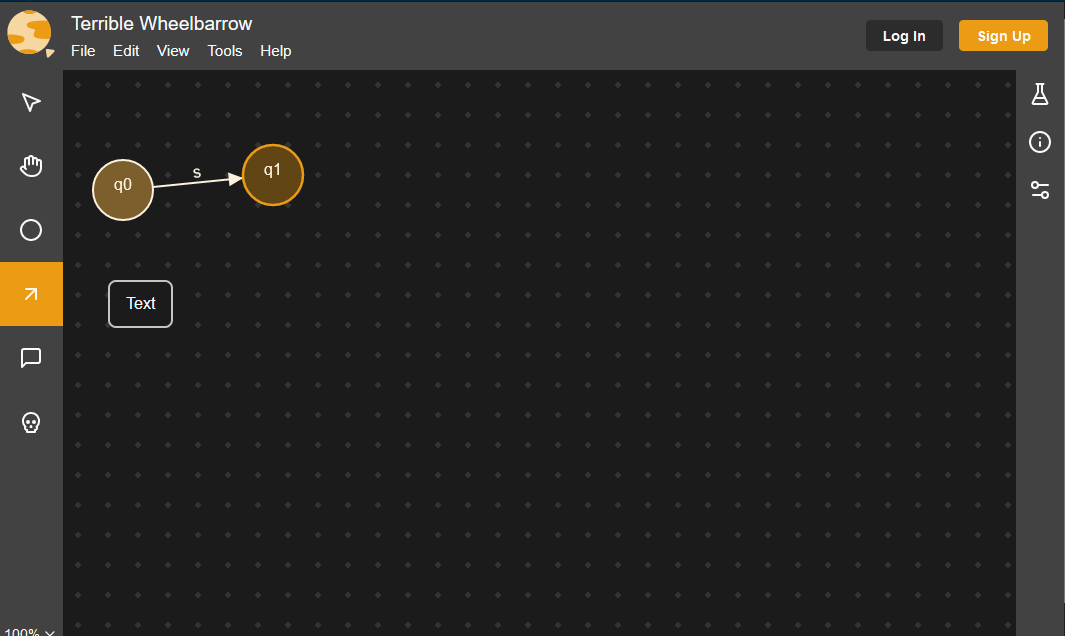 Terrible Wheelbarrow
File Edit View Tools Help
Log In
Sign Up
q0
s
q1
Text
100%